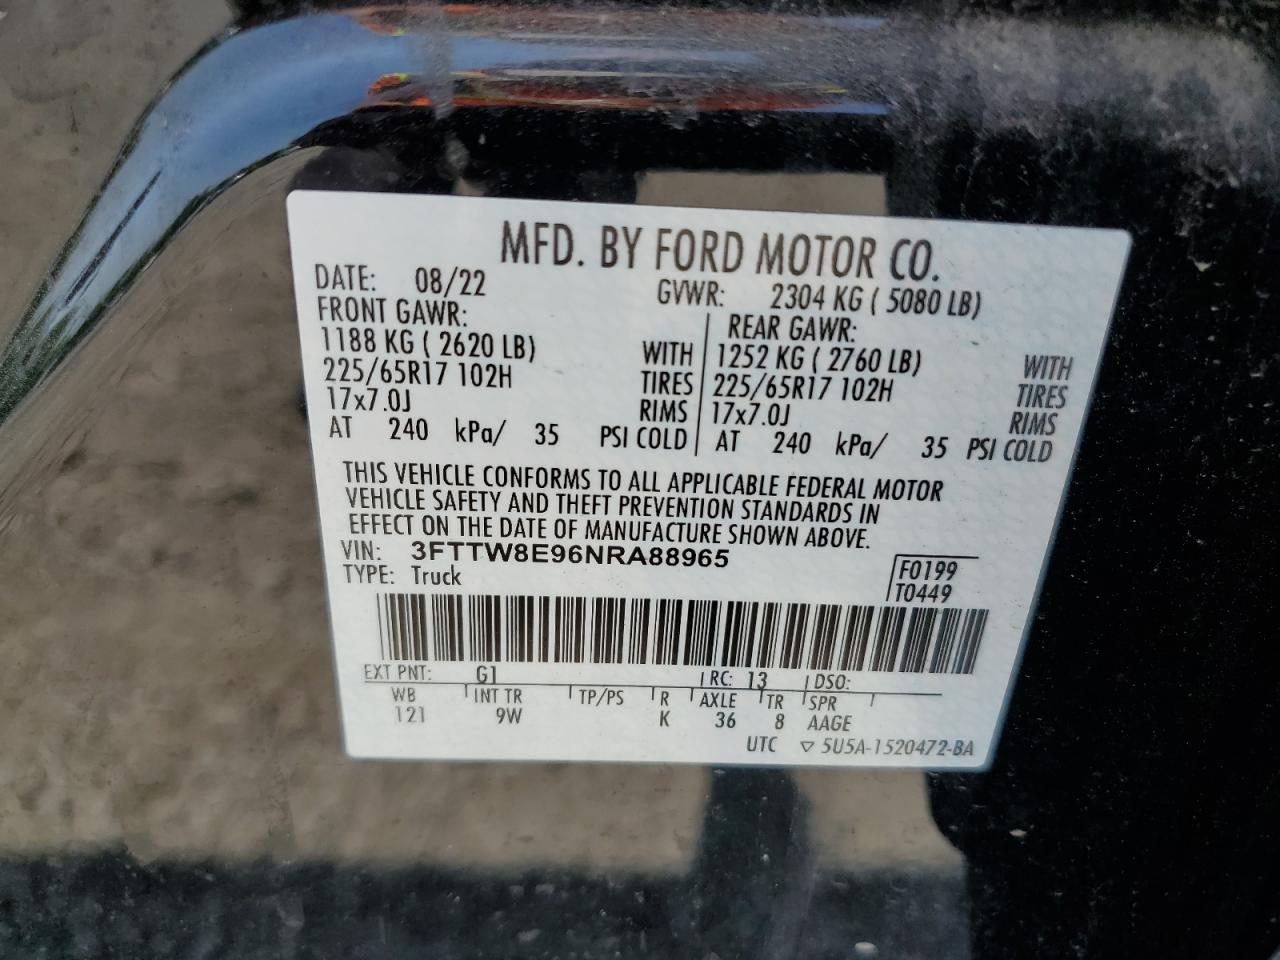 MFD. BY FORD MOTOR CO.
DATE: 08/22 GVWR: 2304 KG ( 5080 LB)
FRONT GAWR: REAR GAWR:
1188 KG ( 2620 LB) WITH 1252 KG ( 2760 LB) WITH
225/65R17 102H TIRES 225/65R17 102H TIRES
17x7.0J RIMS 17x7.0J RIMS
AT 240 kPa/ 35 PSI COLD AT 240 kPa/ 35 PSI COLD
THIS VEHICLE CONFORMS TO ALL APPLICABLE FEDERAL MOTOR
VEHICLE SAFETY AND THEFT PREVENTION STANDARDS IN
EFFECT ON THE DATE OF MANUFACTURE SHOWN ABOVE.
VIN: 3FTTW8E96NRA88965
TYPE: Truck
F0199
T0449
EXT PNT: G1 RC: 13 DSO:
WB INT TR TP/PS R AXLE TR SPR
121 9W K 36 8 AAGE
UTC ▽ 5U5A-1520472-BA